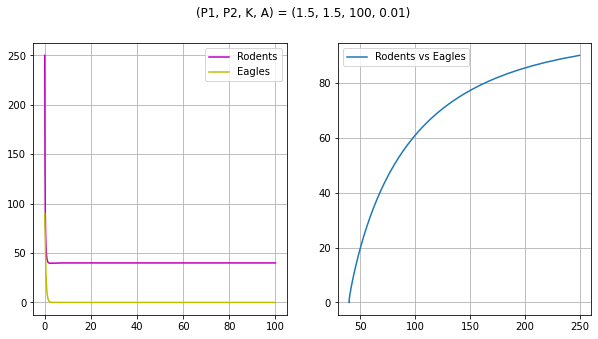 (P1, P2, K, A) = (1.5, 1.5, 100, 0.01)
Rodents
Eagles
250
200
150
100
50
0
0 20 40 60 80 100
Rodents vs Eagles
80
60
40
20
0
50 100 150 200 250